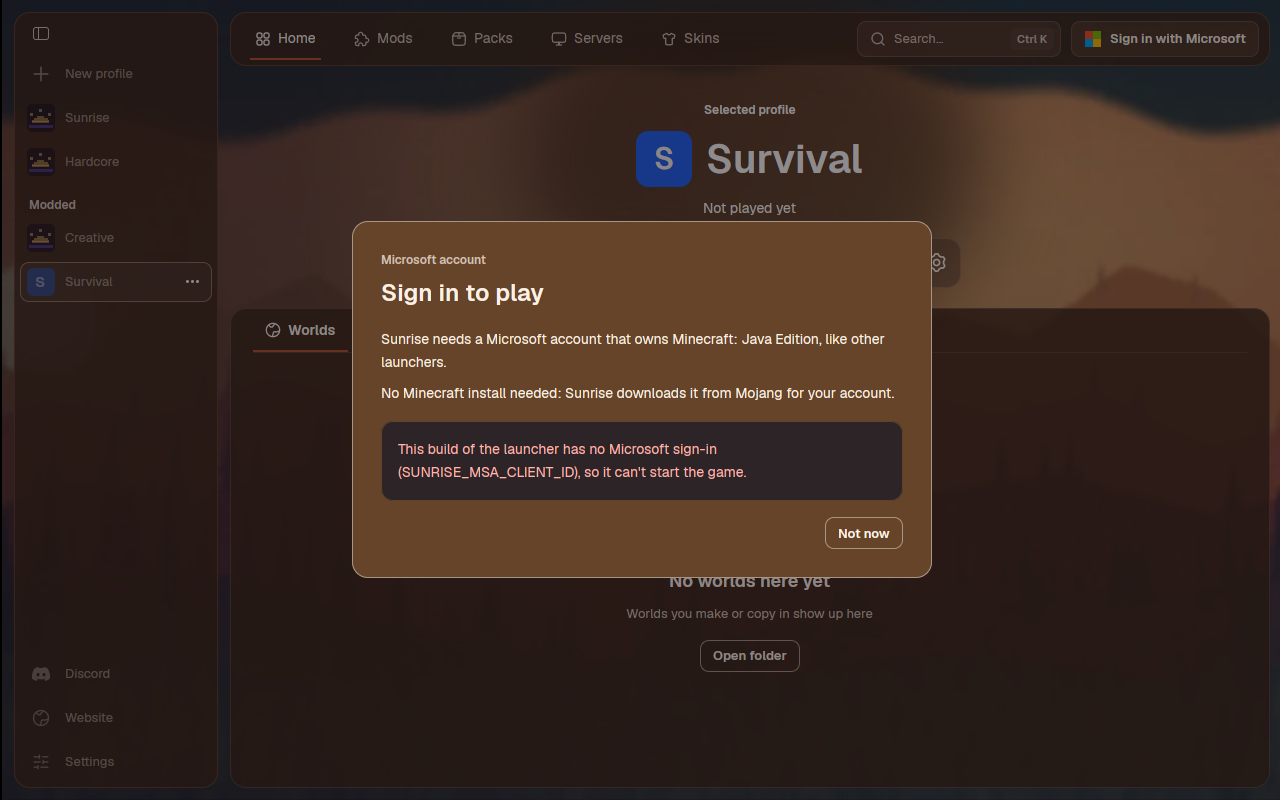 New profile
Sunrise
Hardcore
Modded
Creative
S Survival
Discord
Website
Settings
Home Mods Packs Servers Skins
Search... Ctrl K
Sign in with Microsoft
Selected profile
S Survival
Not played yet
Worlds
Microsoft account
Sign in to play
Sunrise needs a Microsoft account that owns Minecraft: Java Edition, like other
launchers.
No Minecraft install needed: Sunrise downloads it from Mojang for your account.
This build of the launcher has no Microsoft sign-in
(SUNRISE_MSA_CLIENT_ID), so it can't start the game.
Not now
No worlds here yet
Worlds you make or copy in show up here
Open folder